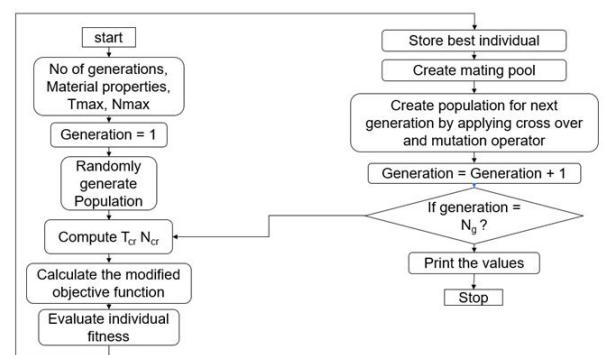 start
No of generations,
Material properties,
Tmax, Nmax
Generation = 1
Randomly
generate
Population
Compute Tcr Ncr
Calculate the modified
objective function
Evaluate individual
fitness
Store best individual
Create mating pool
Create population for next
generation by applying cross over
and mutation operator
Generation = Generation + 1
If generation =
Ng ?
Print the values
Stop